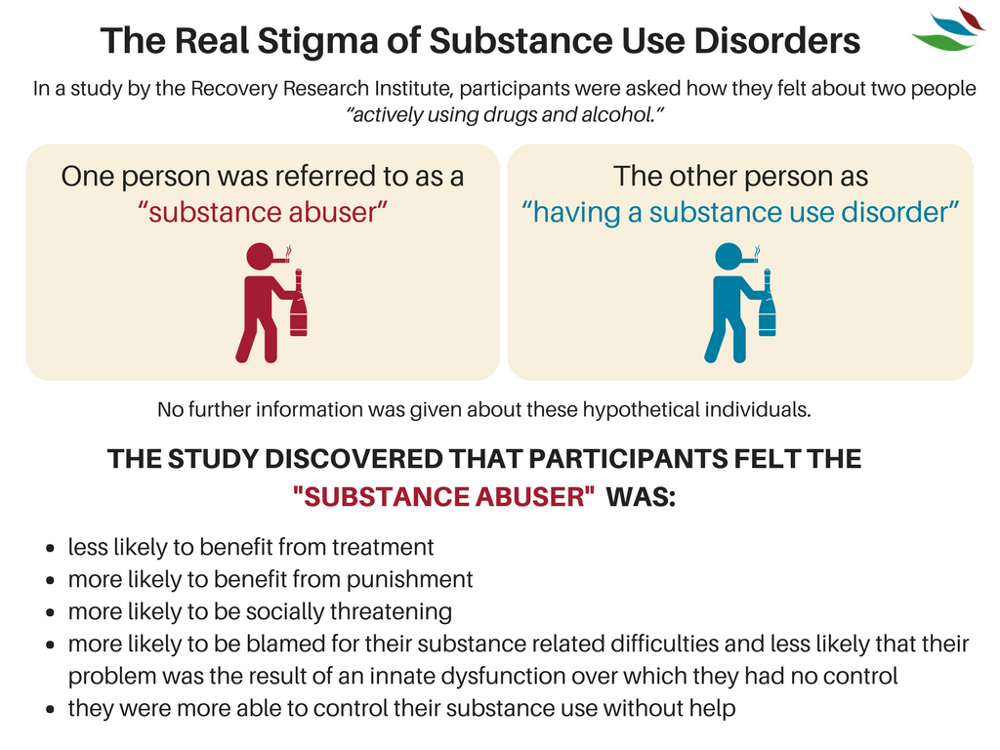 The Real Stigma of Substance Use Disorders
In a study by the Recovery Research Institute, participants were asked how they felt about two people
“actively using drugs and alcohol.”
One person was referred to as a
“substance abuser”
The other person as
“having a substance use disorder”
No further information was given about these hypothetical individuals.
THE STUDY DISCOVERED THAT PARTICIPANTS FELT THE
"SUBSTANCE ABUSER" WAS:
• less likely to benefit from treatment
• more likely to benefit from punishment
• more likely to be socially threatening
• more likely to be blamed for their substance related difficulties and less likely that their
problem was the result of an innate dysfunction over which they had no control
• they were more able to control their substance use without help